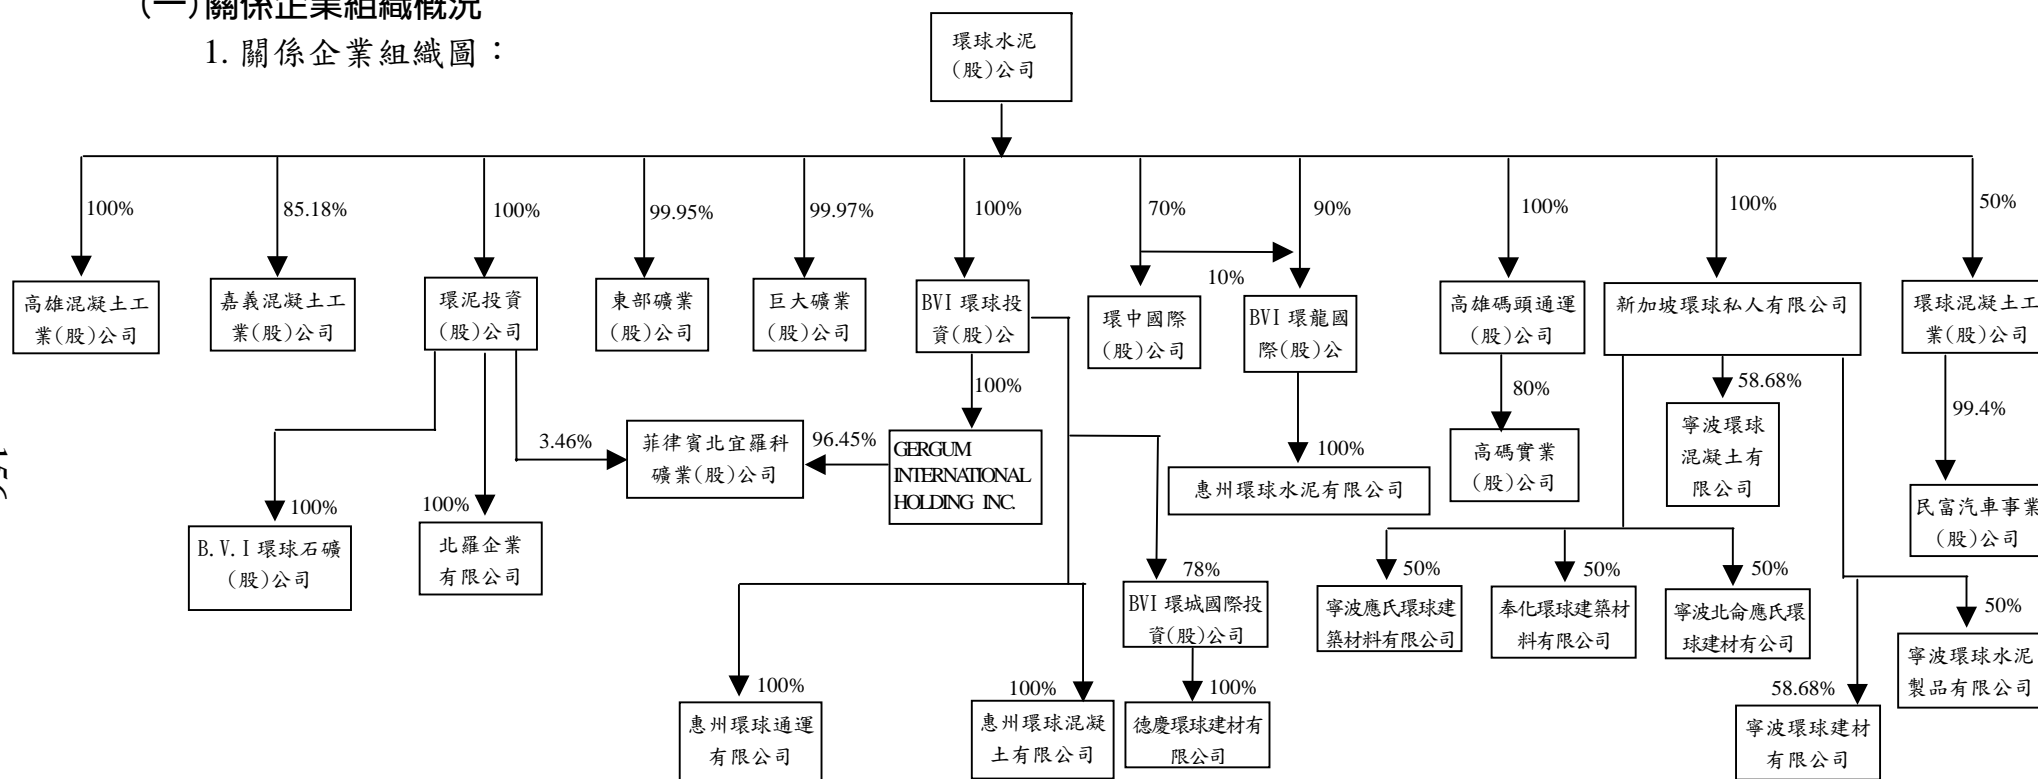 (一)關係企業組織概況
1.關係企業組織圖：
環球水泥
(股)公司
100%
85.18%
100%
99.95%
99.97%
100%
70%
90%
100%
100%
50%
10%
高雄混凝土工
業(股)公司
嘉義混凝土工
業(股)公司
環泥投資
(股)公司
東部礦業
(股)公司
巨大礦業
(股)公司
BVI 環球投
資(股)公
環中國際
(股)公司
BVI 環龍國
際(股)公
高雄碼頭通運
(股)公司
新加坡環球私人有限公司
環球混凝土工
業(股)公司
100%
80%
58.68%
99.4%
3.46%
菲律賓北宜羅科
礦業(股)公司
96.45%
GERGUM
INTERNATIONAL
HOLDING INC.
100%
惠州環球水泥有限公司
高碼實業
(股)公司
寧波環球
混凝土有
限公司
民富汽車事業
(股)公司
100%
B.V.I 環球石礦
(股)公司
100%
北羅企業
有限公司
78%
BVI 環城國際投
資(股)公司
50%
寧波應氏環球建
築材料有限公司
50%
奉化環球建築材
料有限公司
50%
寧波北侖應氏環
球建材有公司
50%
寧波環球水泥
製品有限公司
100%
惠州環球通運
有限公司
100%
惠州環球混凝
土有限公司
100%
德慶環球建材有
限公司
58.68%
寧波環球建材
有限公司